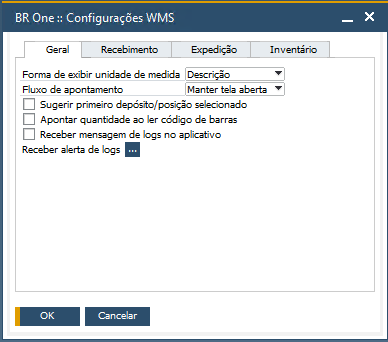 BR One :: Configurações WMS
Geral Recebimento Expedição Inventário
Forma de exibir unidade de medida Descrição
Fluxo de apontamento Manter tela aberta
Sugerir primeiro depósito/posição selecionado
Apontar quantidade ao ler código de barras
Receber mensagem de logs no aplicativo
Receber alerta de logs ...
OK Cancelar